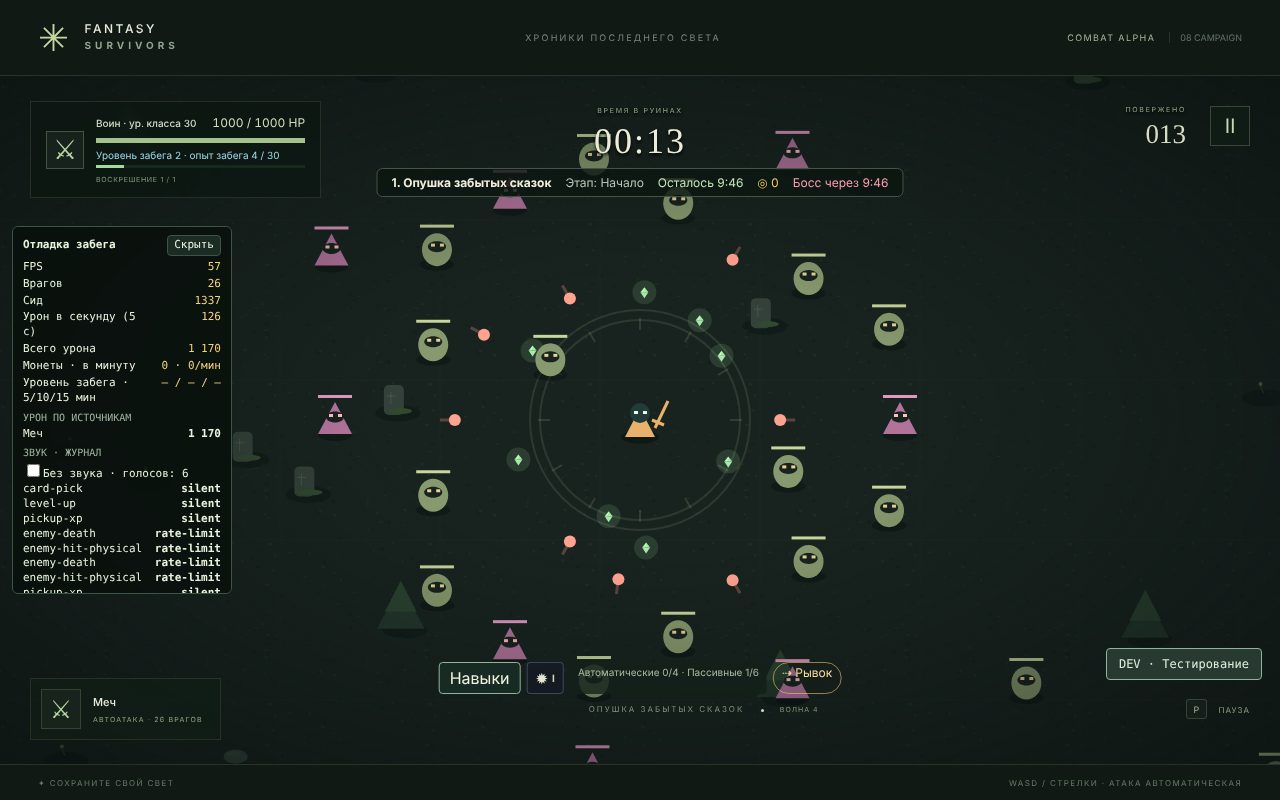 FANTASY
SURVIVORS
ХРОНИКИ ПОСЛЕДНЕГО СВЕТА
COMBAT ALPHA
08 CAMPAIGN
Воин · ур. класса 30
1000 / 1000 HP
Уровень забега 2 · опыт забега 4 / 30
ВОСКРЕШЕНИЕ 1 / 1
ВРЕМЯ В РУИНАХ
00:13
ПОВЕРЖЕНО
013
1. Опушка забытых сказок Этап: Начало Осталось 9:46 ◎ 0 Босс через 9:46
Отладка забега Скрыть
FPS 57
Врагов 26
Сид 1337
Урон в секунду (5 126
с)
Всего урона 1 170
Монеты · в минуту 0 · 0/мин
Уровень забега · — / — / —
5/10/15 мин
УРОН ПО ИСТОЧНИКАМ
Меч 1 170
ЗВУК · ЖУРНАЛ
Без звука · голосов: 6
card-pick silent
level-up silent
pickup-xp silent
enemy-death rate-limit
enemy-hit-physical rate-limit
enemy-death rate-limit
enemy-hit-physical rate-limit
pickup-xp silent
Навыки
I
Автоматические 0/4 · Пассивные 1/6
Рывок
DEV · Тестирование
ОПУШКА ЗАБЫТЫХ СКАЗОК • ВОЛНА 4
Меч
АВТОАТАКА · 26 ВРАГОВ
P ПАУЗА
✦ СОХРАНИТЕ СВОЙ СВЕТ
WASD / СТРЕЛКИ · АТАКА АВТОМАТИЧЕСКАЯ